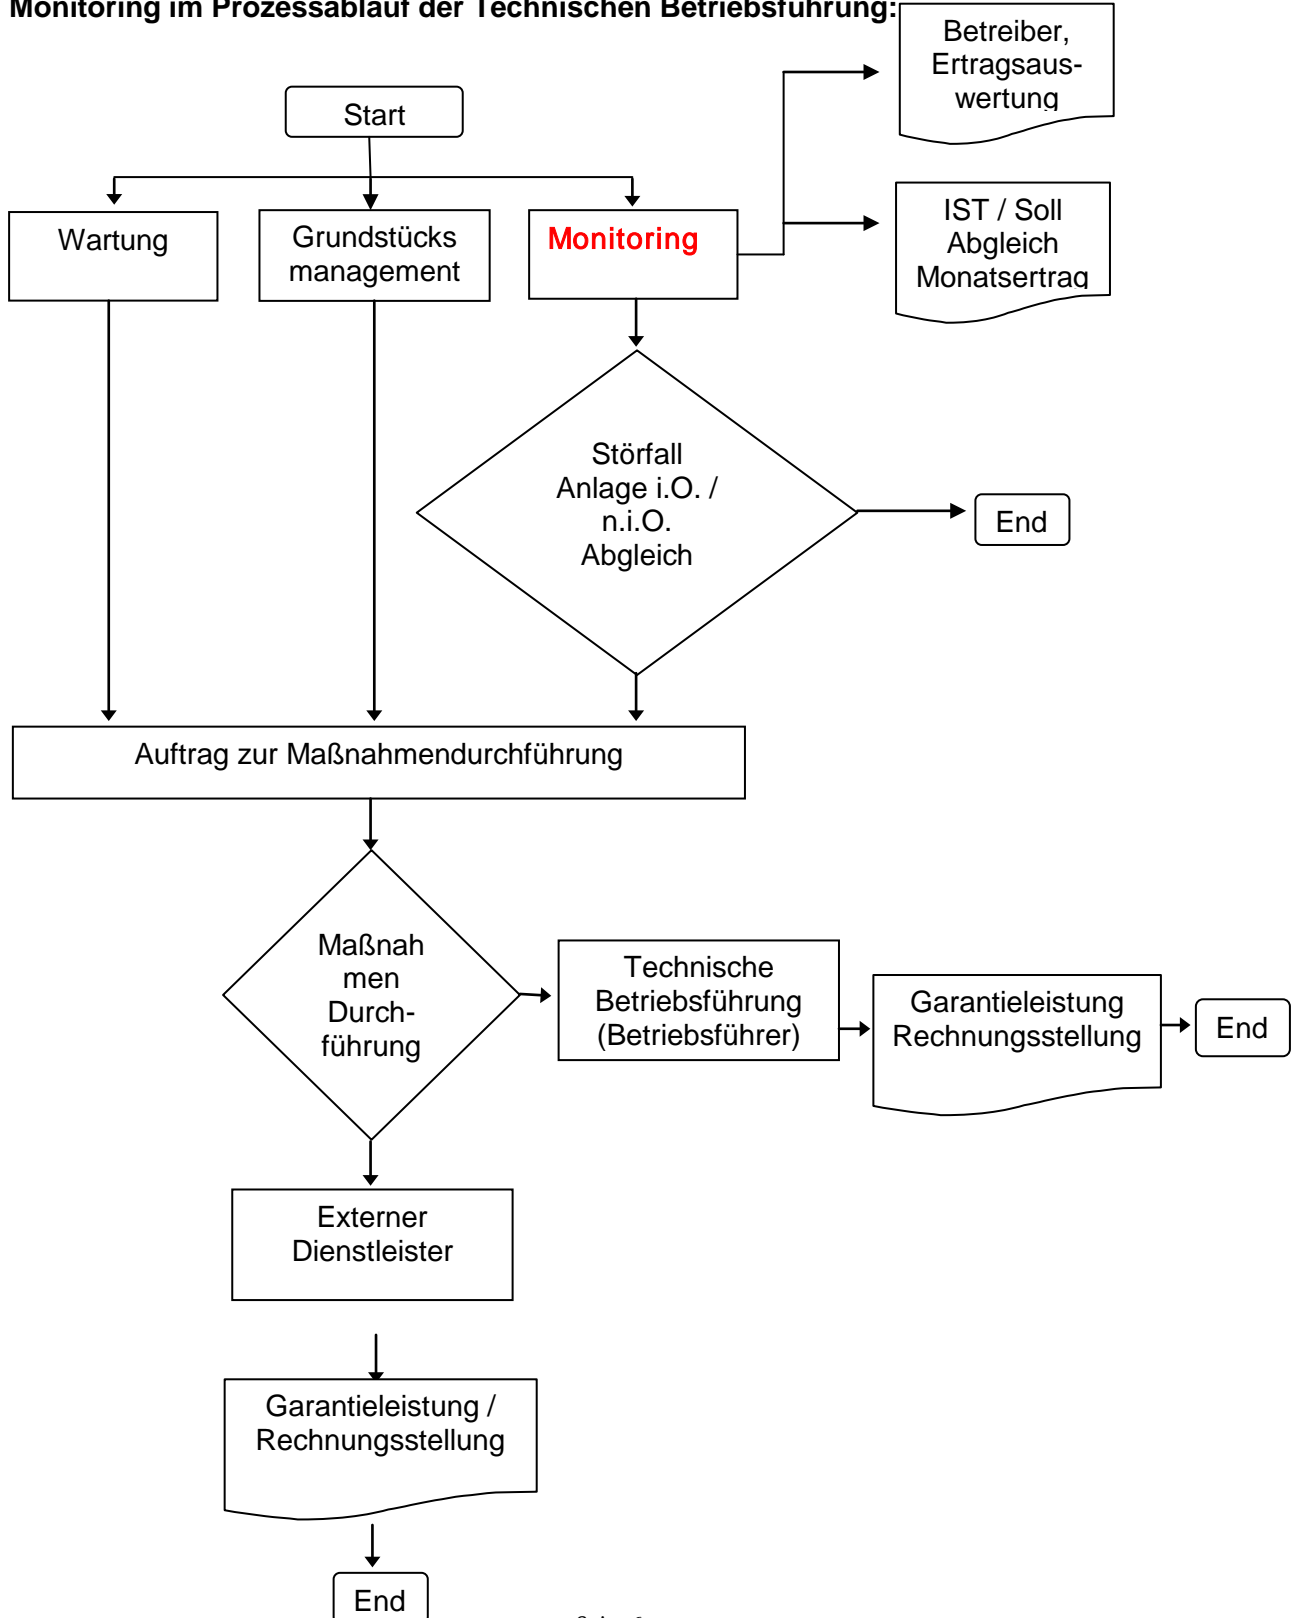 Monitoring im Prozessablauf der Technischen Betriebsführung:
Betreiber,
Ertragsaus-
wertung
Start
IST / Soll
Abgleich
Monatsertrag
Wartung
Grundstücks
management
Monitoring
Störfall
Anlage i.O. /
n.i.O.
Abgleich
End
Auftrag zur Maßnahmendurchführung
Maßnah
men
Durch-
führung
Technische
Betriebsführung
(Betriebsführer)
Garantieleistung
Rechnungsstellung
End
Externer
Dienstleister
Garantieleistung /
Rechnungsstellung
End